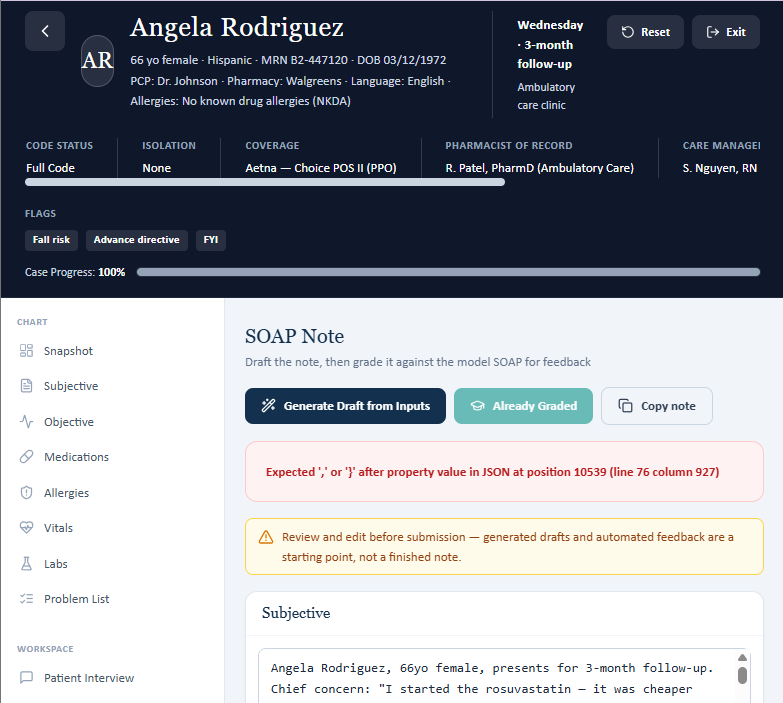 Angela Rodriguez
AR
66 yo female · Hispanic · MRN B2-447120 · DOB 03/12/1972
PCP: Dr. Johnson · Pharmacy: Walgreens · Language: English ·
Allergies: No known drug allergies (NKDA)
Wednesday
· 3-month
follow-up
Ambulatory
care clinic
Reset
Exit
CODE STATUS
Full Code
ISOLATION
None
COVERAGE
Aetna — Choice POS II (PPO)
PHARMACIST OF RECORD
R. Patel, PharmD (Ambulatory Care)
CARE MANAGE
S. Nguyen, RN
FLAGS
Fall risk
Advance directive
FYI
Case Progress: 100%
CHART
Snapshot
Subjective
Objective
Medications
Allergies
Vitals
Labs
Problem List
WORKSPACE
Patient Interview
SOAP Note
Draft the note, then grade it against the model SOAP for feedback
Generate Draft from Inputs
Already Graded
Copy note
Expected ',' or '}' after property value in JSON at position 10539 (line 76 column 927)
Review and edit before submission — generated drafts and automated feedback are a
starting point, not a finished note.
Subjective
Angela Rodriguez, 66yo female, presents for 3-month follow-up.
Chief concern: "I started the rosuvastatin — it was cheaper